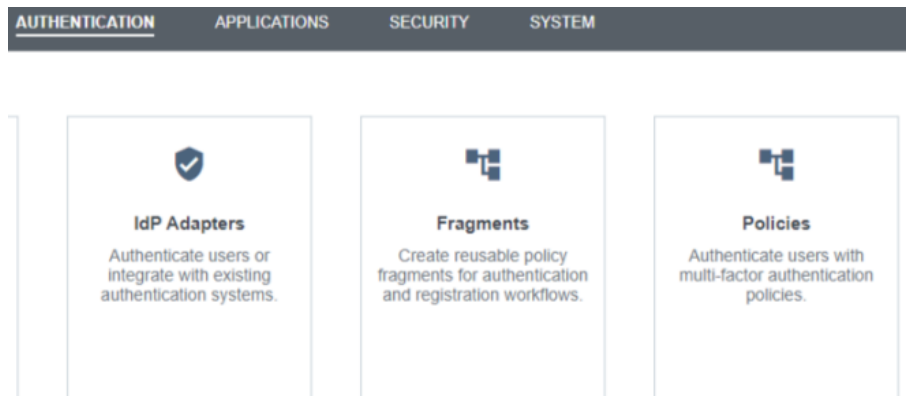 AUTHENTICATION APPLICATIONS SECURITY SYSTEM
IdP Adapters
Authenticate users or
integrate with existing
authentication systems.
Fragments
Create reusable policy
fragments for authentication
and registration workflows.
Policies
Authenticate users with
multi-factor authentication
policies.